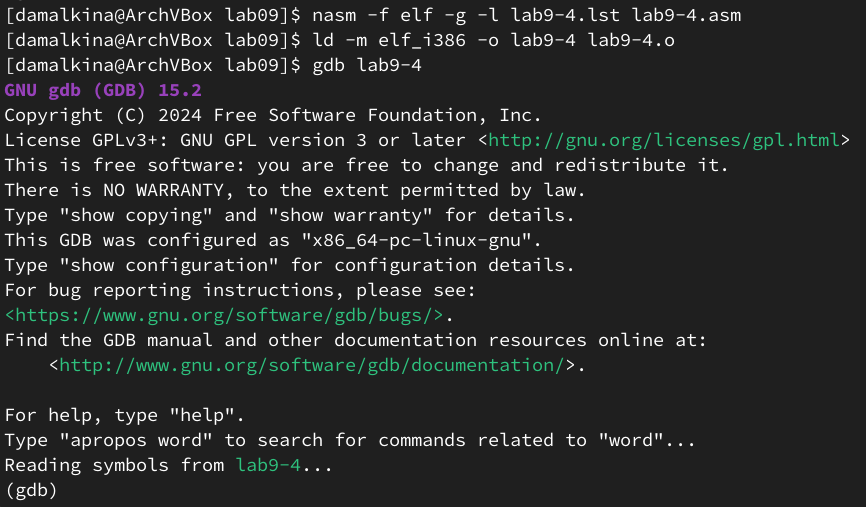 [damalkina@ArchVBox lab09]$ nasm -f elf -g -l lab9-4.lst lab9-4.asm
[damalkina@ArchVBox lab09]$ ld -m elf_i386 -o lab9-4 lab9-4.o
[damalkina@ArchVBox lab09]$ gdb lab9-4
GNU gdb (GDB) 15.2
Copyright (C) 2024 Free Software Foundation, Inc.
License GPLv3+: GNU GPL version 3 or later <http://gnu.org/licenses/gpl.html>
This is free software: you are free to change and redistribute it.
There is NO WARRANTY, to the extent permitted by law.
Type "show copying" and "show warranty" for details.
This GDB was configured as "x86_64-pc-linux-gnu".
Type "show configuration" for configuration details.
For bug reporting instructions, please see:
<https://www.gnu.org/software/gdb/bugs/>.
Find the GDB manual and other documentation resources online at:
    <http://www.gnu.org/software/gdb/documentation/>.

For help, type "help".
Type "apropos word" to search for commands related to "word"...
Reading symbols from lab9-4...
(gdb)